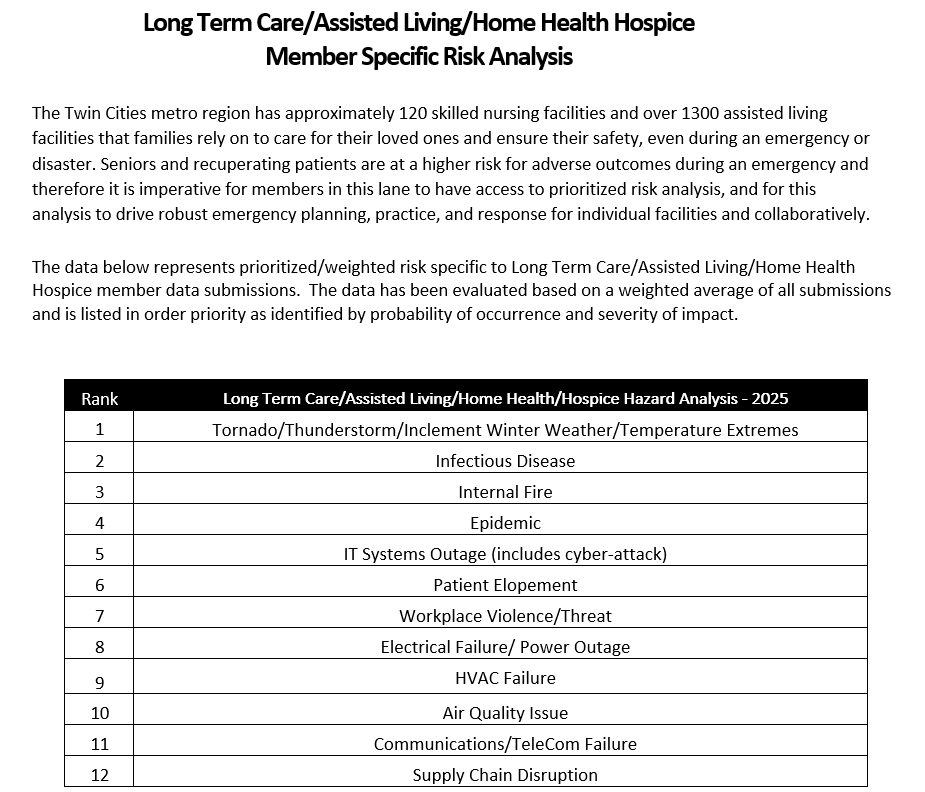 Long Term Care/Assisted Living/Home Health Hospice
Member Specific Risk Analysis
The Twin Cities metro region has approximately 120 skilled nursing facilities and over 1300 assisted living
facilities that families rely on to care for their loved ones and ensure their safety, even during an emergency or
disaster. Seniors and recuperating patients are at a higher risk for adverse outcomes during an emergency and
therefore it is imperative for members in this lane to have access to prioritized risk analysis, and for this
analysis to drive robust emergency planning, practice, and response for individual facilities and collaboratively.
The data below represents prioritized/weighted risk specific to Long Term Care/Assisted Living/Home Health
Hospice member data submissions.  The data has been evaluated based on a weighted average of all submissions
and is listed in order priority as identified by probability of occurrence and severity of impact.
Rank Long Term Care/Assisted Living/Home Health/Hospice Hazard Analysis - 2025
1 Tornado/Thunderstorm/Inclement Winter Weather/Temperature Extremes
2 Infectious Disease
3 Internal Fire
4 Epidemic
5 IT Systems Outage (includes cyber-attack)
6 Patient Elopement
7 Workplace Violence/Threat
8 Electrical Failure/ Power Outage
9 HVAC Failure
10 Air Quality Issue
11 Communications/TeleCom Failure
12 Supply Chain Disruption